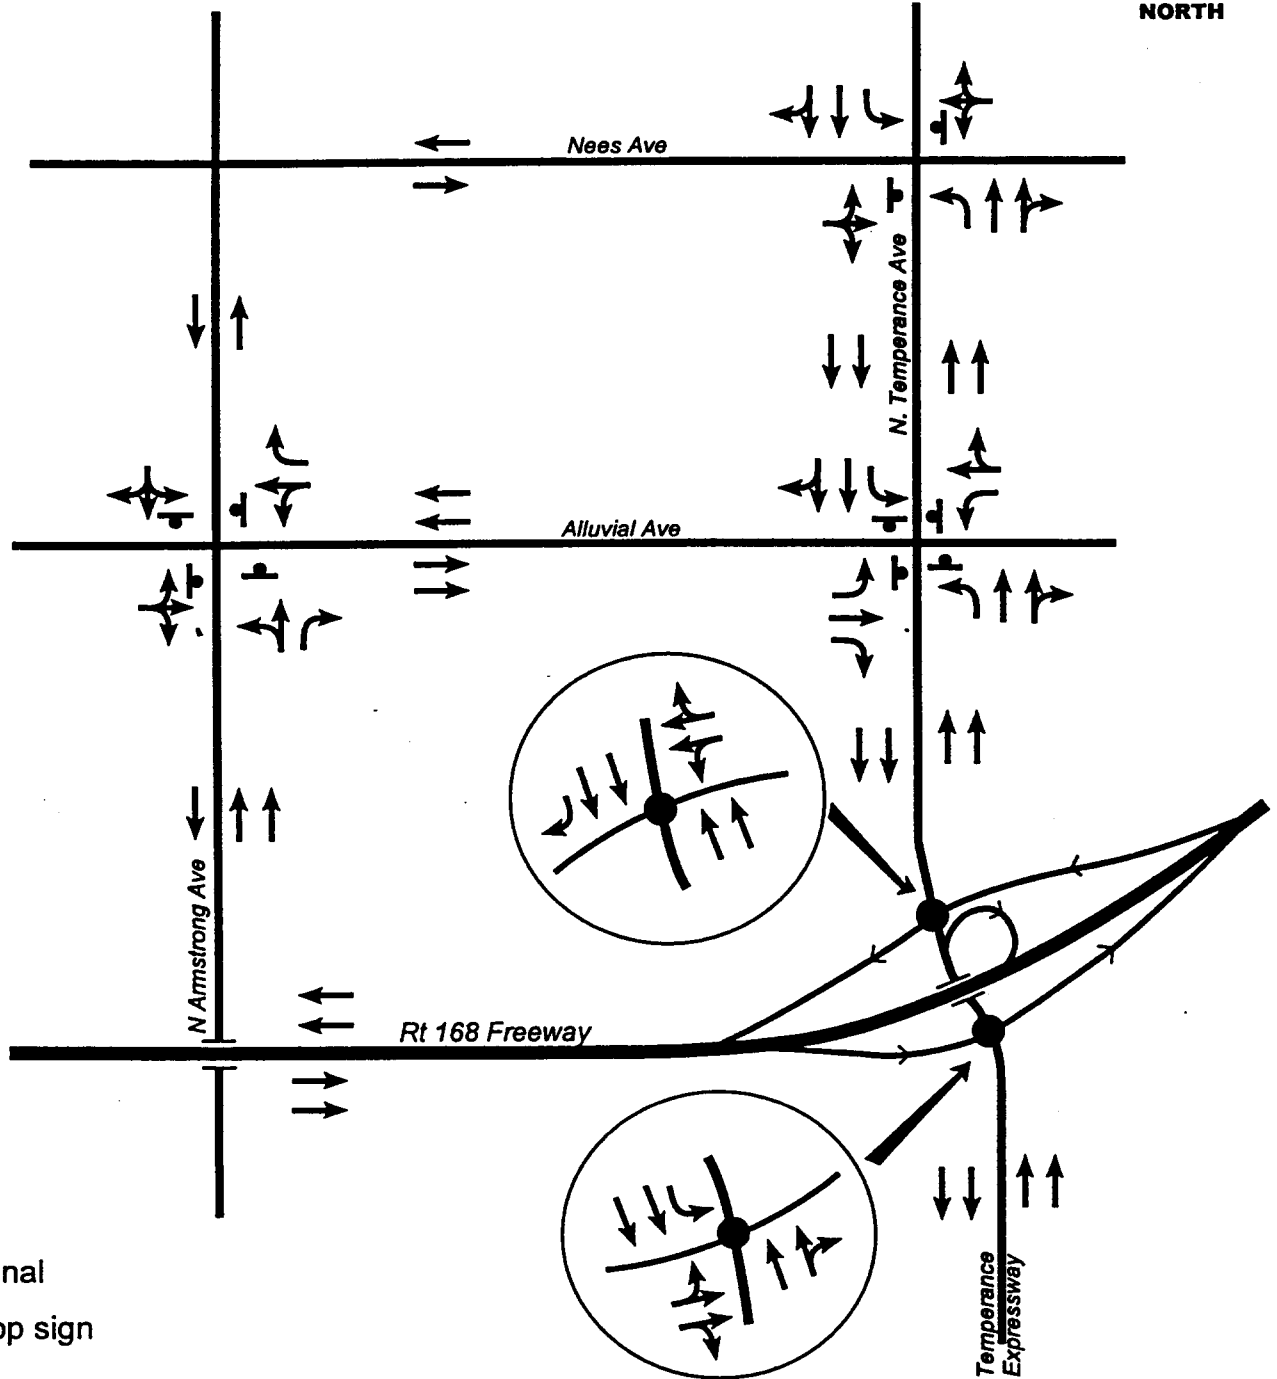 NORTH
Nees Ave
N. Temperance Ave
Alluvial Ave
N Armstrong Ave
Rt 168 Freeway
Temperance
Expressway
nal
op sign